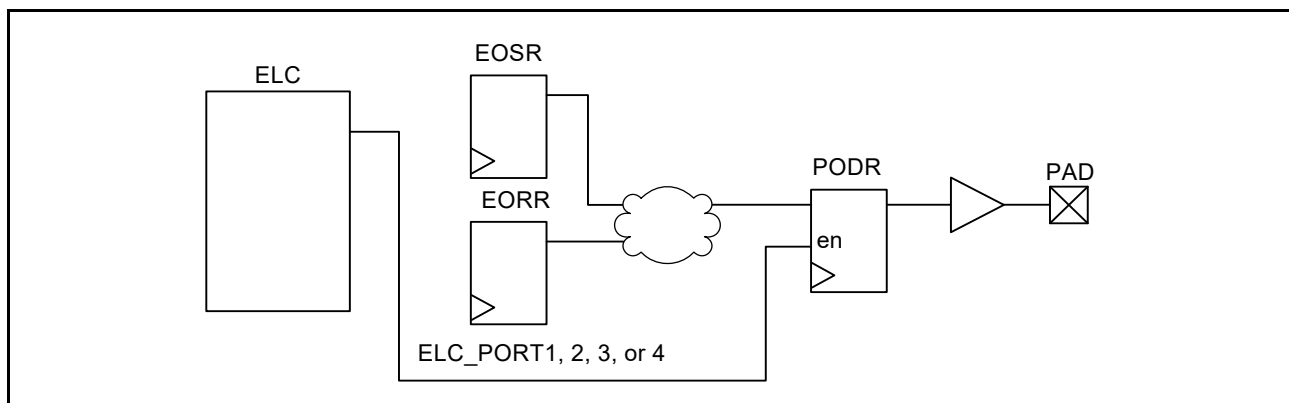 EOSR
ELC
PODR
PAD
EORR
en
ELC_PORT1, 2, 3, or 4